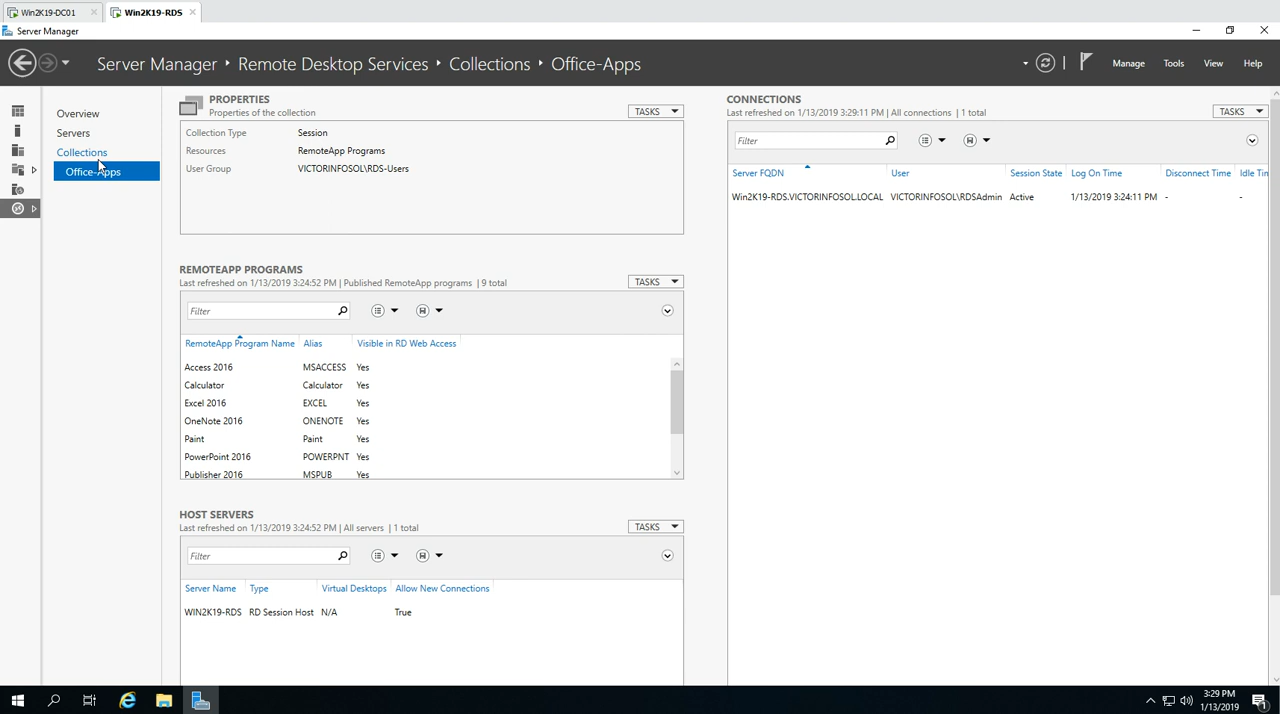 Win2K19-DC01
Win2K19-RDS
Server Manager
Server Manager Remote Desktop Services Collections Office-Apps
Manage Tools View Help
Overview
Servers
Collections
Office-Apps
PROPERTIES
Properties of the collection
TASKS
Collection Type Session
Resources RemoteApp Programs
User Group VICTORINFOSOL\RDS-Users
REMOTEAPP PROGRAMS
Last refreshed on 1/13/2019 3:24:52 PM | Published RemoteApp programs | 9 total
TASKS
Filter
RemoteApp Program Name Alias Visible in RD Web Access
Access 2016 MSACCESS Yes
Calculator Calculator Yes
Excel 2016 EXCEL Yes
OneNote 2016 ONENOTE Yes
Paint Paint Yes
PowerPoint 2016 POWERPNT Yes
Publisher 2016 MSPUB Yes
HOST SERVERS
Last refreshed on 1/13/2019 3:24:52 PM | All servers | 1 total
TASKS
Filter
Server Name Type Virtual Desktops Allow New Connections
WIN2K19-RDS RD Session Host N/A True
CONNECTIONS
Last refreshed on 1/13/2019 3:29:11 PM | All connections | 1 total
TASKS
Filter
Server FQDN User Session State Log On Time Disconnect Time Idle Tin
Win2K19-RDS.VICTORINFOSOL.LOCAL VICTORINFOSOL\RDSAdmin Active 1/13/2019 3:24:11 PM - -
3:29 PM
1/13/2019
1